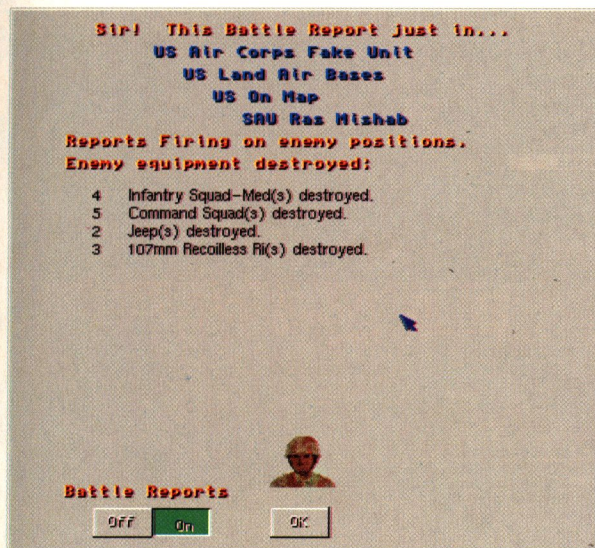 Sir! This Battle Report just in...
US Air Corps Fake Unit
US Land Air Bases
US On Map
SAU Ras Mishab
Reports Firing on enemy positions.
Enemy equipment destroyed:
4 Infantry Squad-Med(s) destroyed.
5 Command Squad(s) destroyed.
2 Jeep(s) destroyed.
3 107mm Recoilless Ri(s) destroyed.
Battle Reports
Off On OK